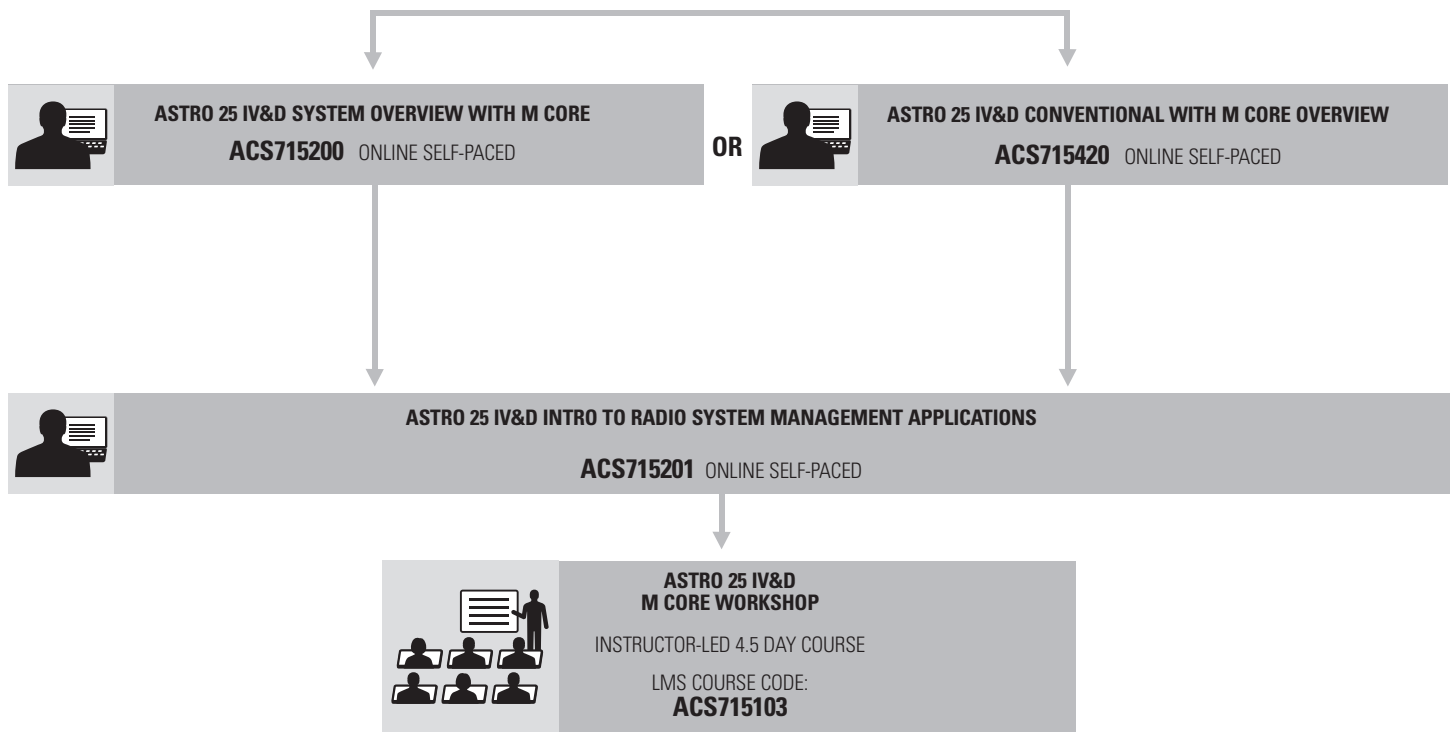 ASTRO 25 IV&D SYSTEM OVERVIEW WITH M CORE
ACS715200 ONLINE SELF-PACED
OR
ASTRO 25 IV&D CONVENTIONAL WITH M CORE OVERVIEW
ACS715420 ONLINE SELF-PACED
ASTRO 25 IV&D INTRO TO RADIO SYSTEM MANAGEMENT APPLICATIONS
ACS715201 ONLINE SELF-PACED
ASTRO 25 IV&D
M CORE WORKSHOP
INSTRUCTOR-LED 4.5 DAY COURSE
LMS COURSE CODE:
ACS715103